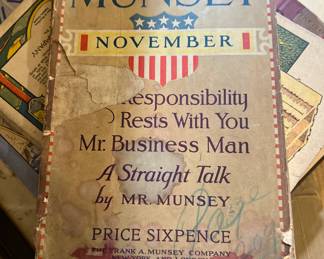 MUNSEY
NOVEMBER
Responsibility
Rests With You
Mr. Business Man
A Straight Talk
by MR. MUNSEY
PRICE SIXPENCE
THE FRANK A. MUNSEY COMPANY